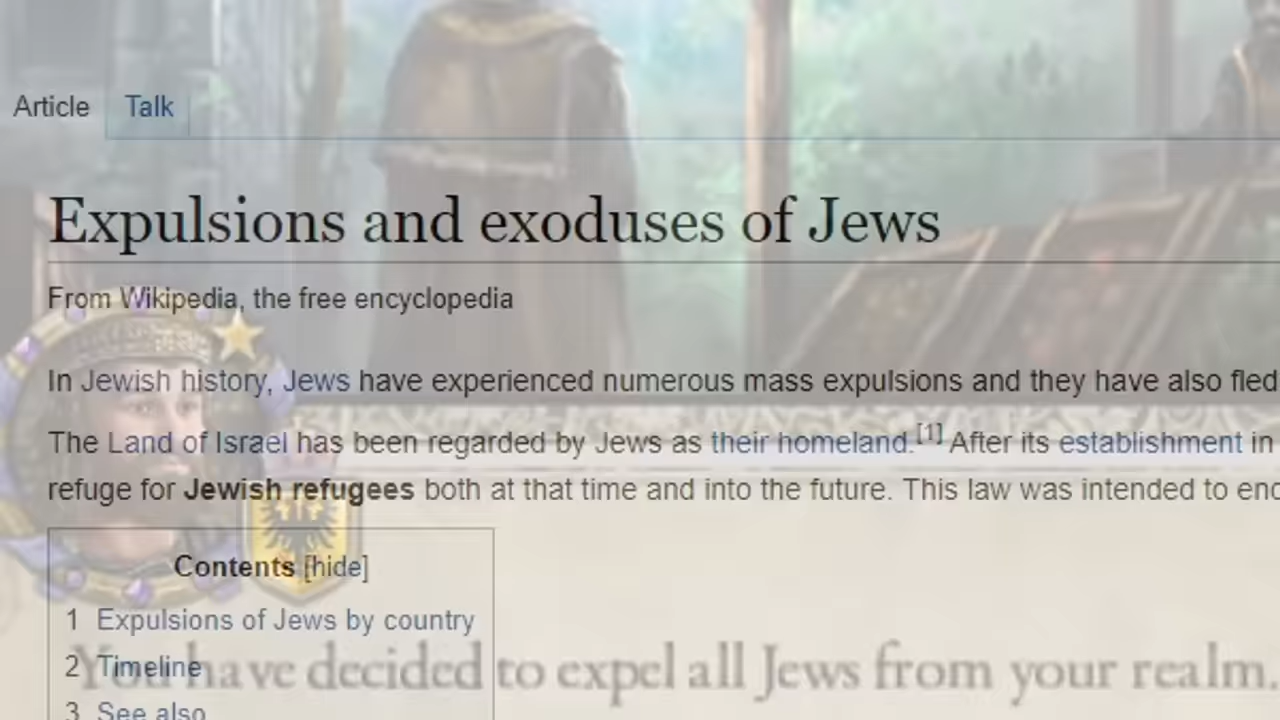 Article Talk
Expulsions and exoduses of Jews
From Wikipedia, the free encyclopedia
In Jewish history, Jews have experienced numerous mass expulsions and they have also fled
The Land of Israel has been regarded by Jews as their homeland.[1] After its establishment in
refuge for Jewish refugees both at that time and into the future. This law was intended to end
Contents [hide]
1 Expulsions of Jews by country
2 Timeline
You have decided to expel all Jews from your realm.
3 See also